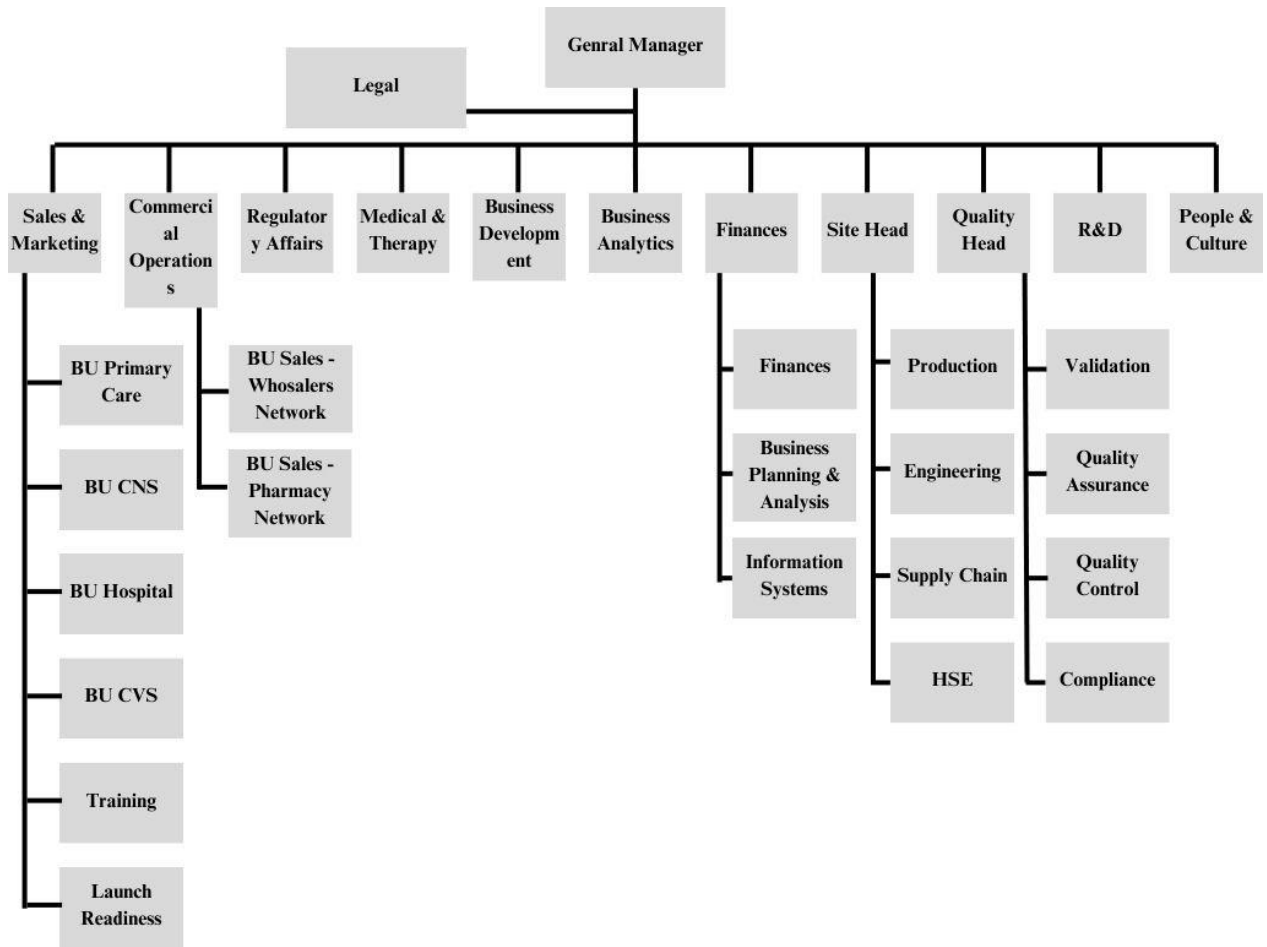 Genral Manager
Legal
Sales &
Marketing
Commerci
al
Operation
s
Regulator
y Affairs
Medical &
Therapy
Business
Developm
ent
Business
Analytics
Finances
Site Head
Quality
Head
R&D
People &
Culture
BU Primary
Care
BU CNS
BU Hospital
BU CVS
Training
Launch
Readiness
BU Sales -
Whosalers
Network
BU Sales -
Pharmacy
Network
Finances
Business
Planning &
Analysis
Information
Systems
Production
Engineering
Supply Chain
HSE
Validation
Quality
Assurance
Quality
Control
Compliance